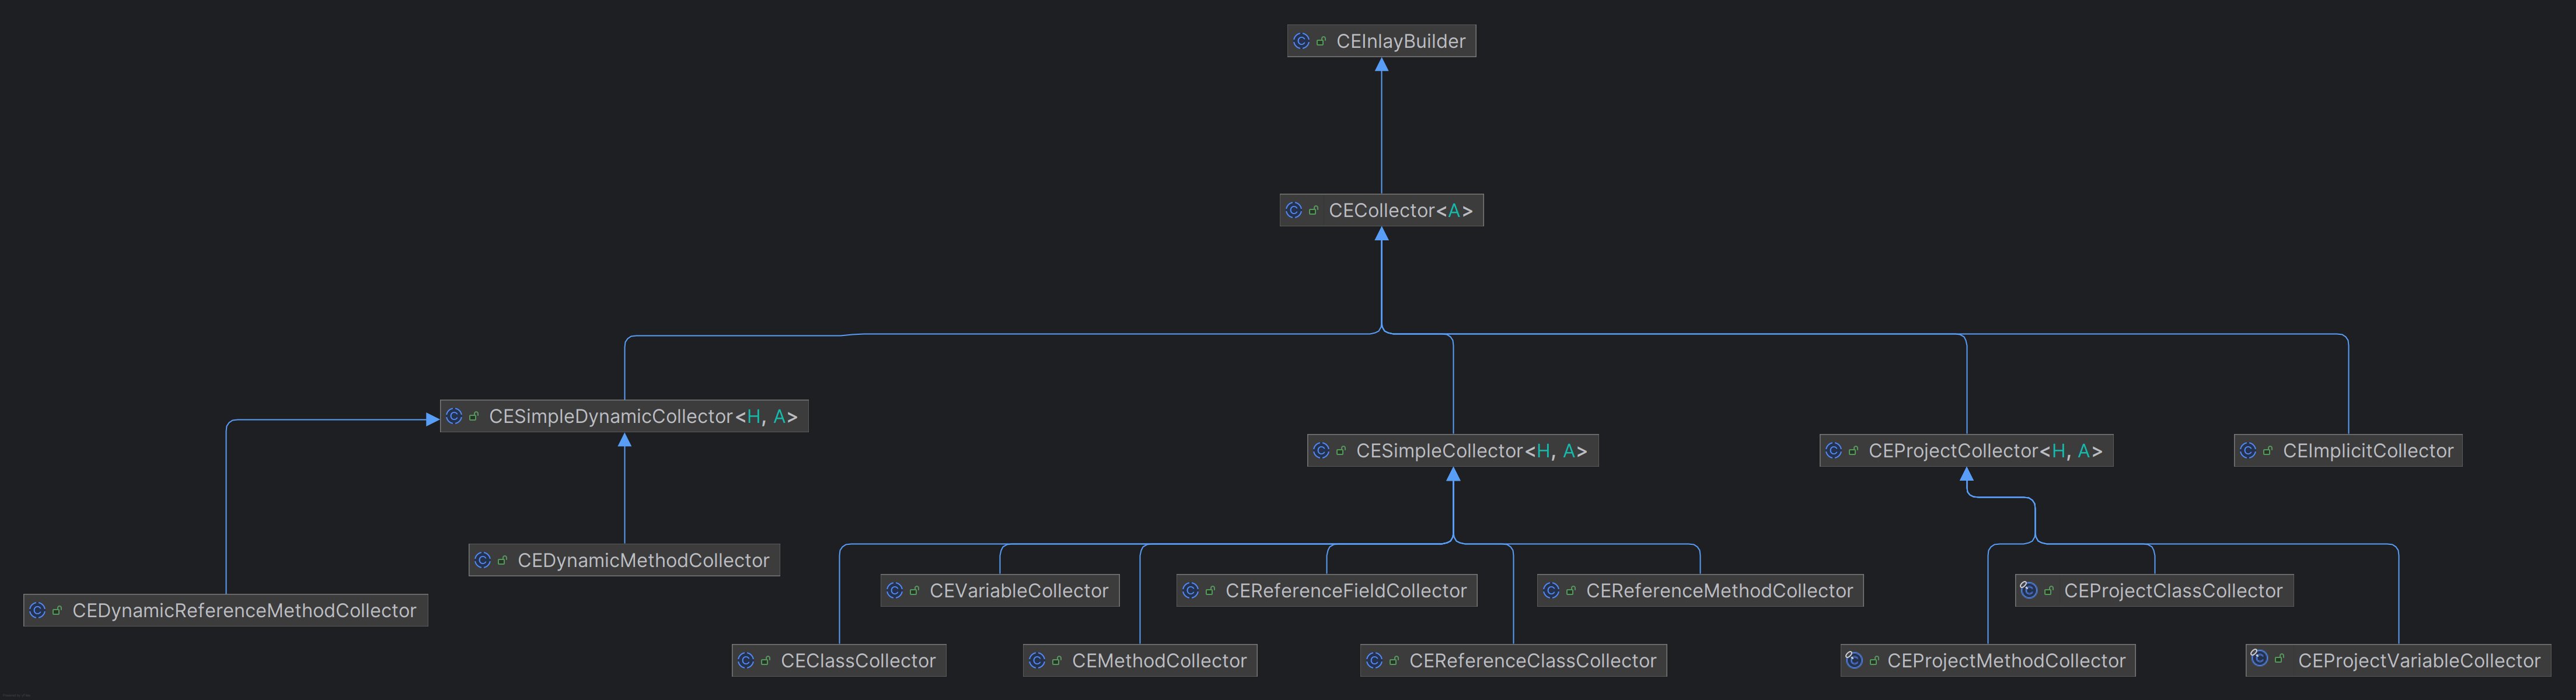 CEInlayBuilder
CECollector<A>
CESimpleDynamicCollector<H, A>
CESimpleCollector<H, A>
CEProjectCollector<H, A>
CEImplicitCollector
CEDynamicMethodCollector
CEDynamicReferenceMethodCollector
CEVariableCollector
CEReferenceFieldCollector
CEReferenceMethodCollector
CEProjectClassCollector
CEClassCollector
CEMethodCollector
CEReferenceClassCollector
CEProjectMethodCollector
CEProjectVariableCollector